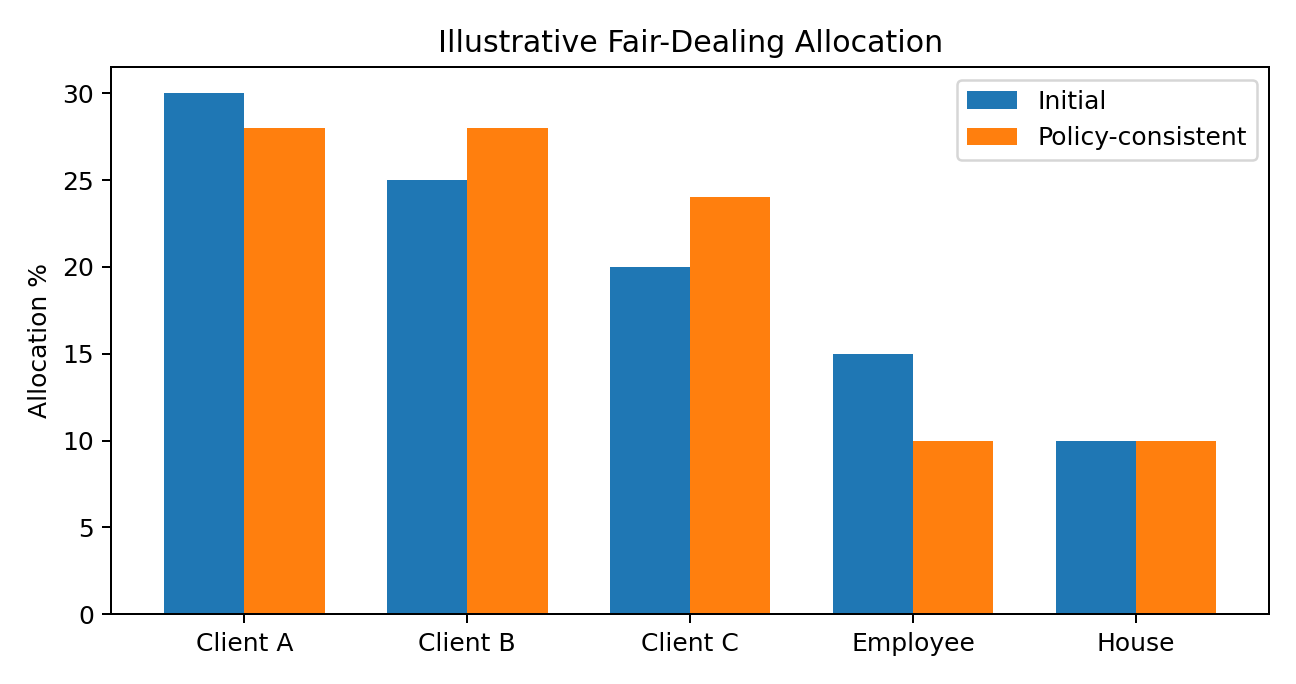 Illustrative Fair-Dealing Allocation
Initial
Policy-consistent
Allocation %
30
25
20
15
10
5
0
Client A
Client B
Client C
Employee
House